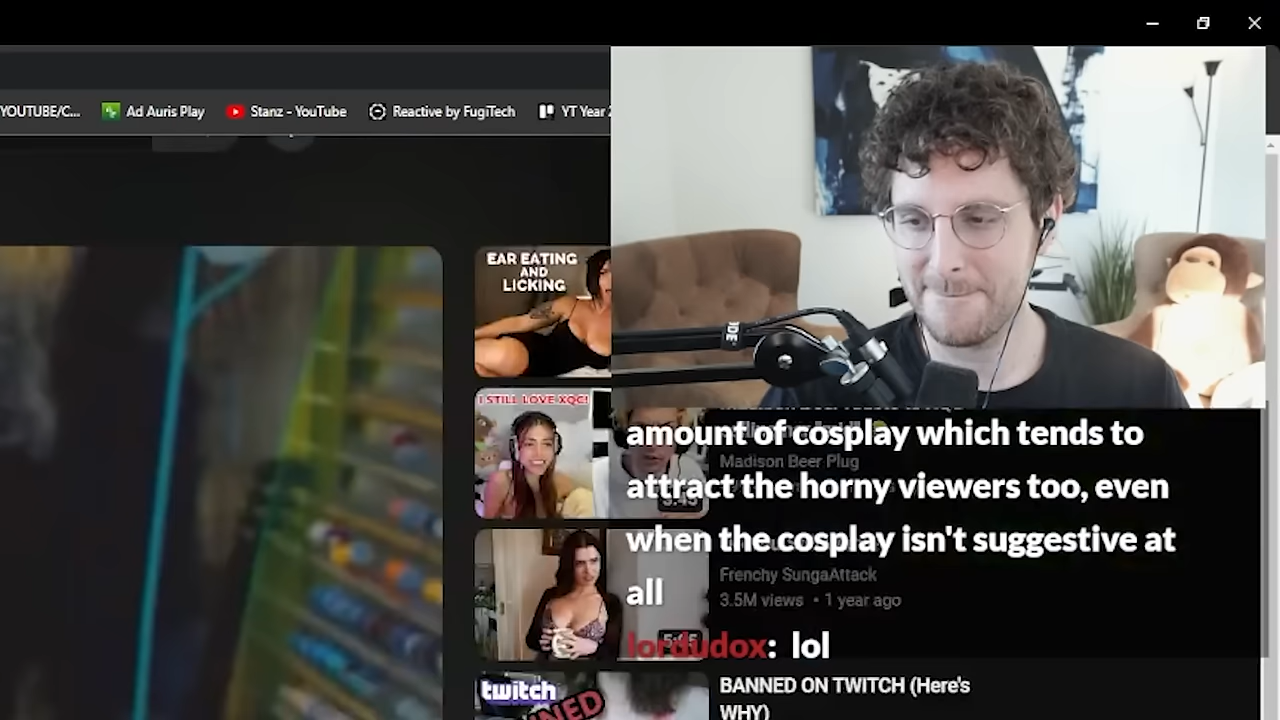 YOUTUBE/C...
Ad Auris Play
Stanz - YouTube
Reactive by FugiTech
YT Year
EAR EATING
AND
LICKING
I STILL LOVE XQC!
amount of cosplay which tends to
Madison Beer Plug
attract the horny viewers too, even
when the cosplay isn't suggestive at
Frenchy SungaAttack
all
3.5M views • 1 year ago
lordudox: lol
twitch
BANNED ON TWITCH (Here's
WHY)